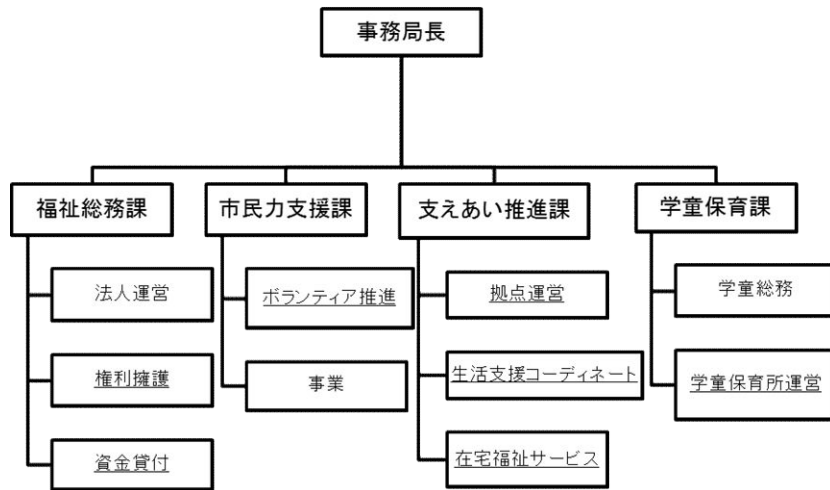 事務局長
福祉総務課
市民力支援課
支えあい推進課
学童保育課
法人運営
権利擁護
資金貸付
ボランティア推進
事業
拠点運営
生活支援コーディネート
在宅福祉サービス
学童総務
学童保育所運営